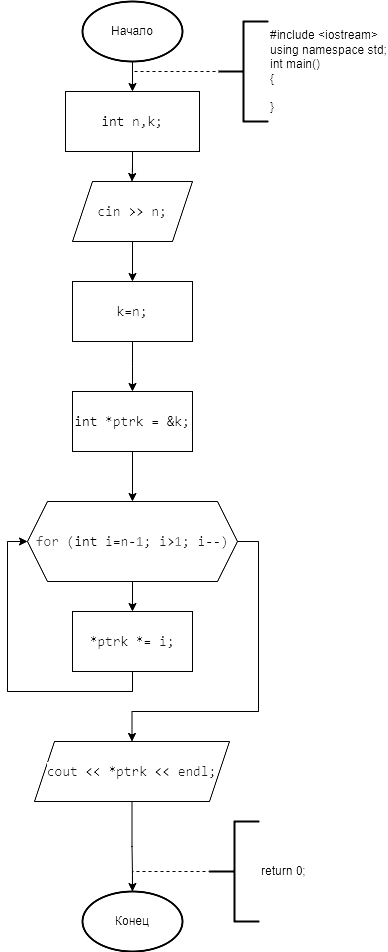 Начало
#include <iostream>
using namespace std;
int main()
{
}
int n,k;
cin >> n;
k=n;
int *ptrk = &k;
for (int i=n-1; i>1; i--)
*ptrk *= i;
cout << *ptrk << endl;
return 0;
Конец